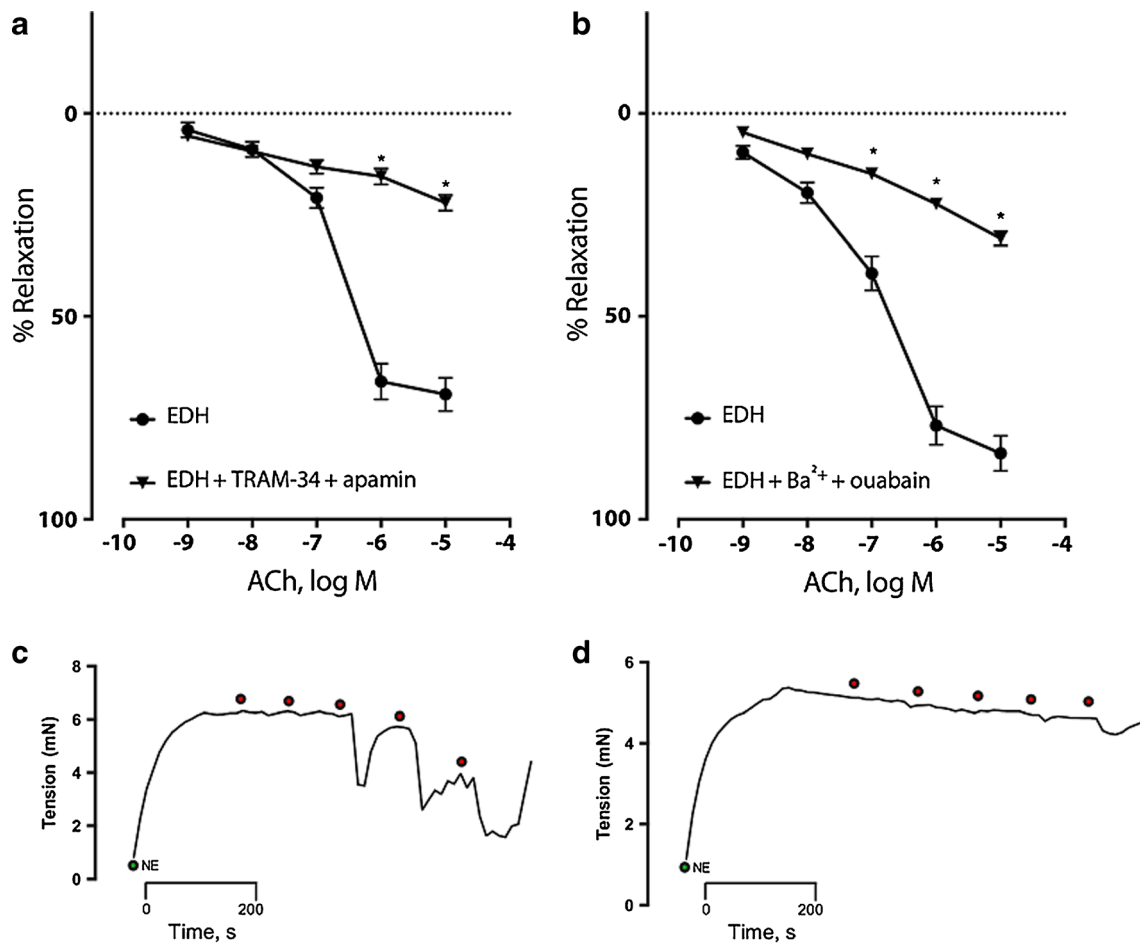 a
% Relaxation
0
50
100
* *
EDH
EDH + TRAM-34 + apamin
-10 -9 -8 -7 -6 -5 -4
ACh, log M
b
% Relaxation
0
50
100
* * *
EDH
EDH + Ba²⁺ + ouabain
-10 -9 -8 -7 -6 -5 -4
ACh, log M
c
Tension (mN)
8
6
4
2
0
NE
0 200
Time, s
d
Tension (mN)
6
4
2
0
NE
0 200
Time, s